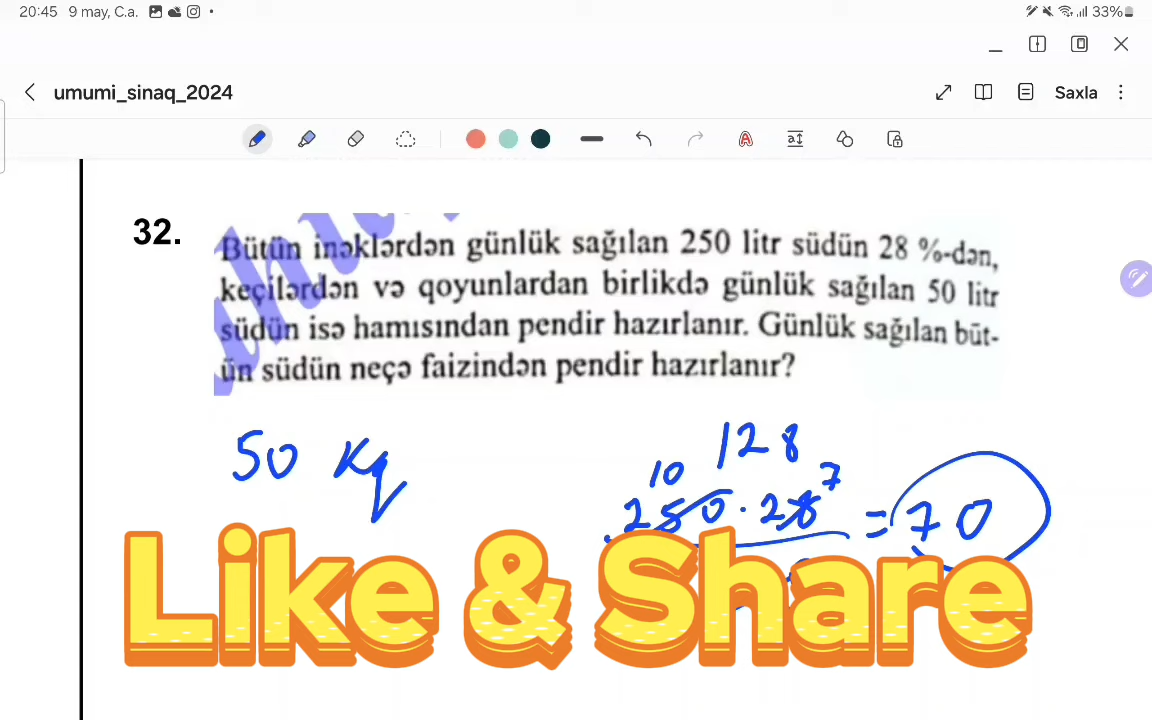 20:45 9 may, C.a. 33%
umumi_sinaq_2024 Saxla
32. Bütün inəklərdən günlük sağılan 250 litr südün 28 %-dən,
keçilərdən və qoyunlardan birlikdə günlük sağılan 50 litr
südün isə hamısından pendir hazırlanır. Günlük sağılan büt-
ün südün neçə faizindən pendir hazırlanır?
128
50 Kq
10 7
250 · 28 = 70
Like & Share